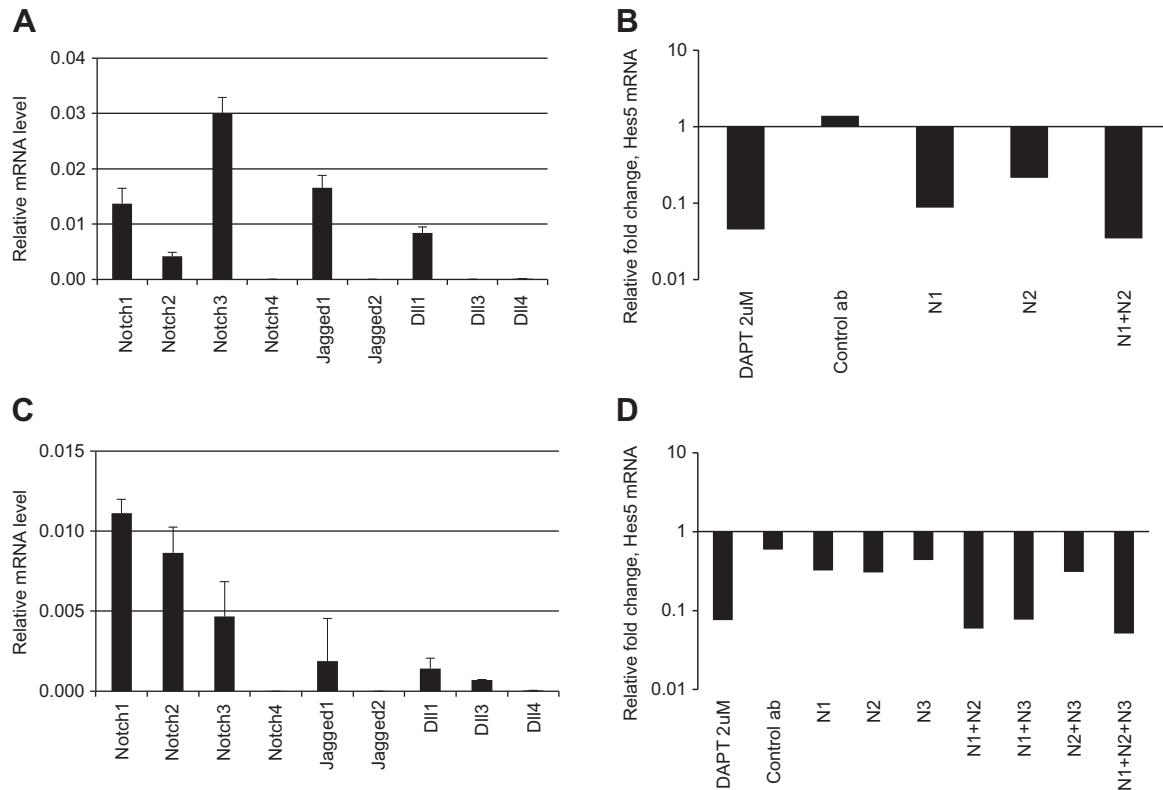 A
Relative mRNA level
0.04
0.03
0.02
0.01
0.00
Notch1
Notch2
Notch3
Notch4
Jagged1
Jagged2
Dll1
Dll3
Dll4
B
Relative fold change, Hes5 mRNA
10
1
0.1
0.01
DAPT 2uM
Control ab
N1
N2
N1+N2
C
Relative mRNA level
0.015
0.010
0.005
0.000
Notch1
Notch2
Notch3
Notch4
Jagged1
Jagged2
Dll1
Dll3
Dll4
D
Relative fold change, Hes5 mRNA
10
1
0.1
0.01
DAPT 2uM
Control ab
N1
N2
N3
N1+N2
N1+N3
N2+N3
N1+N2+N3